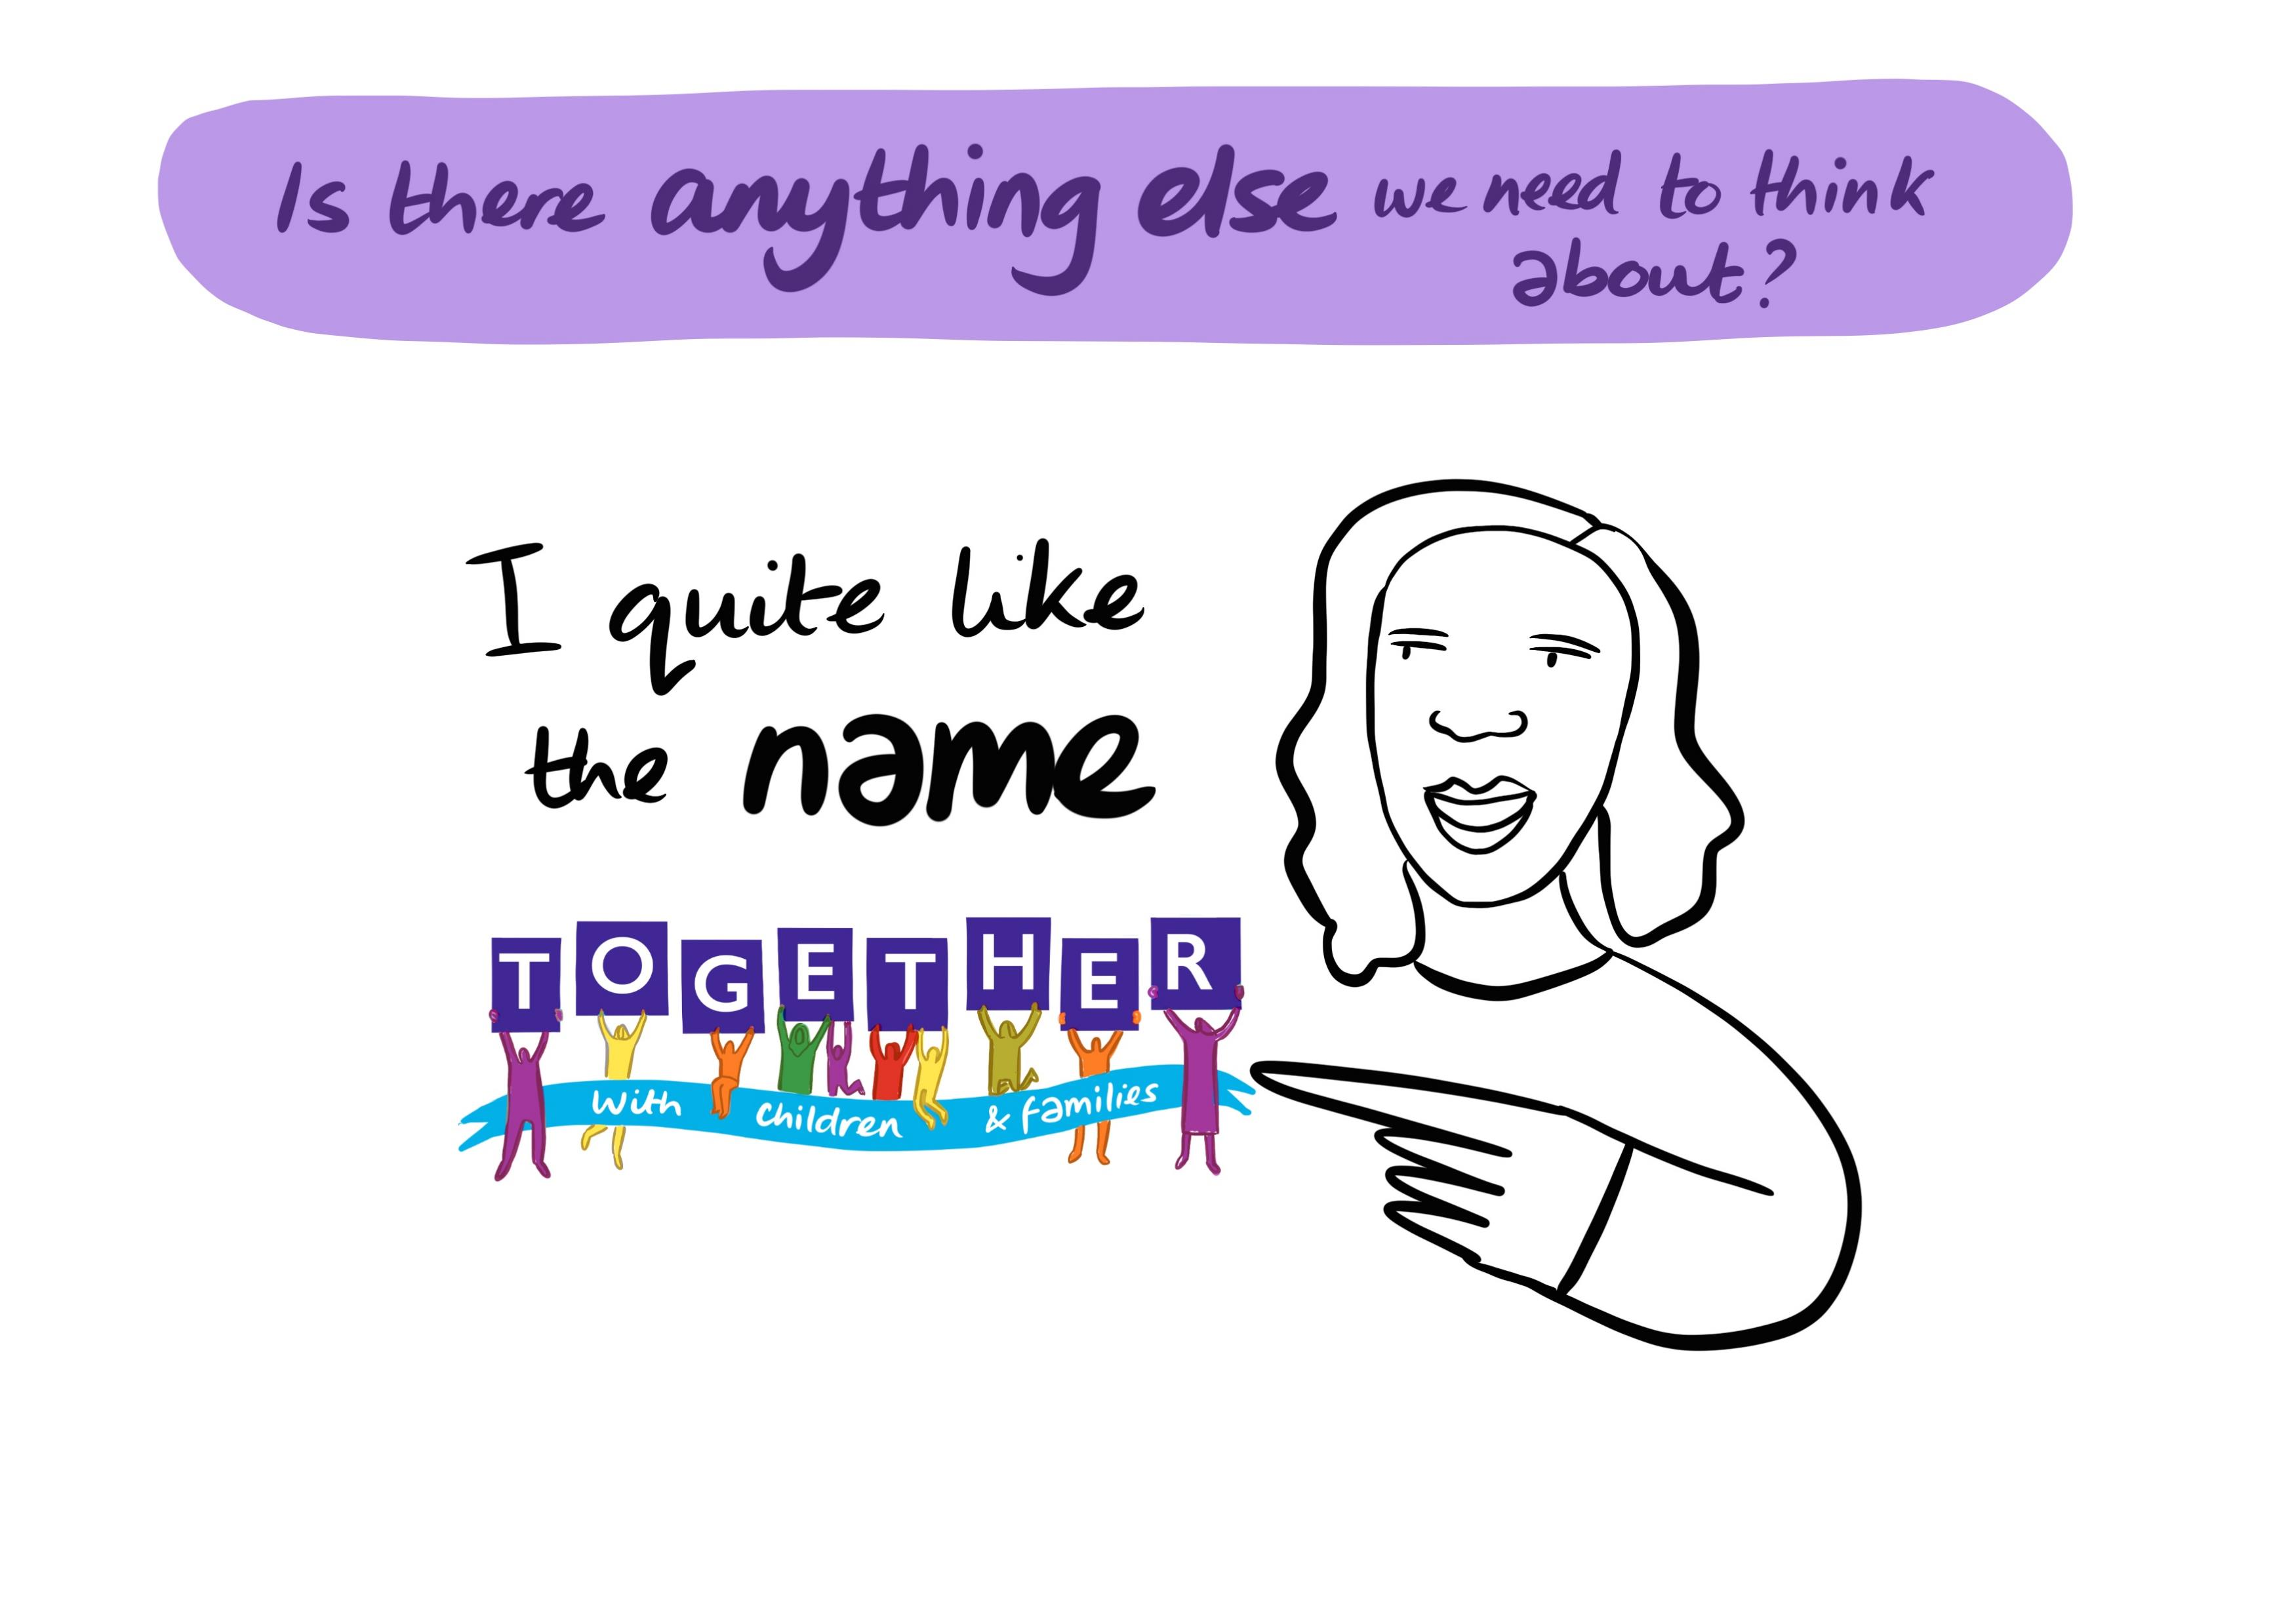 Is there anything else we need to think
about?
I quite like
the name
TOGETHER
with children & families